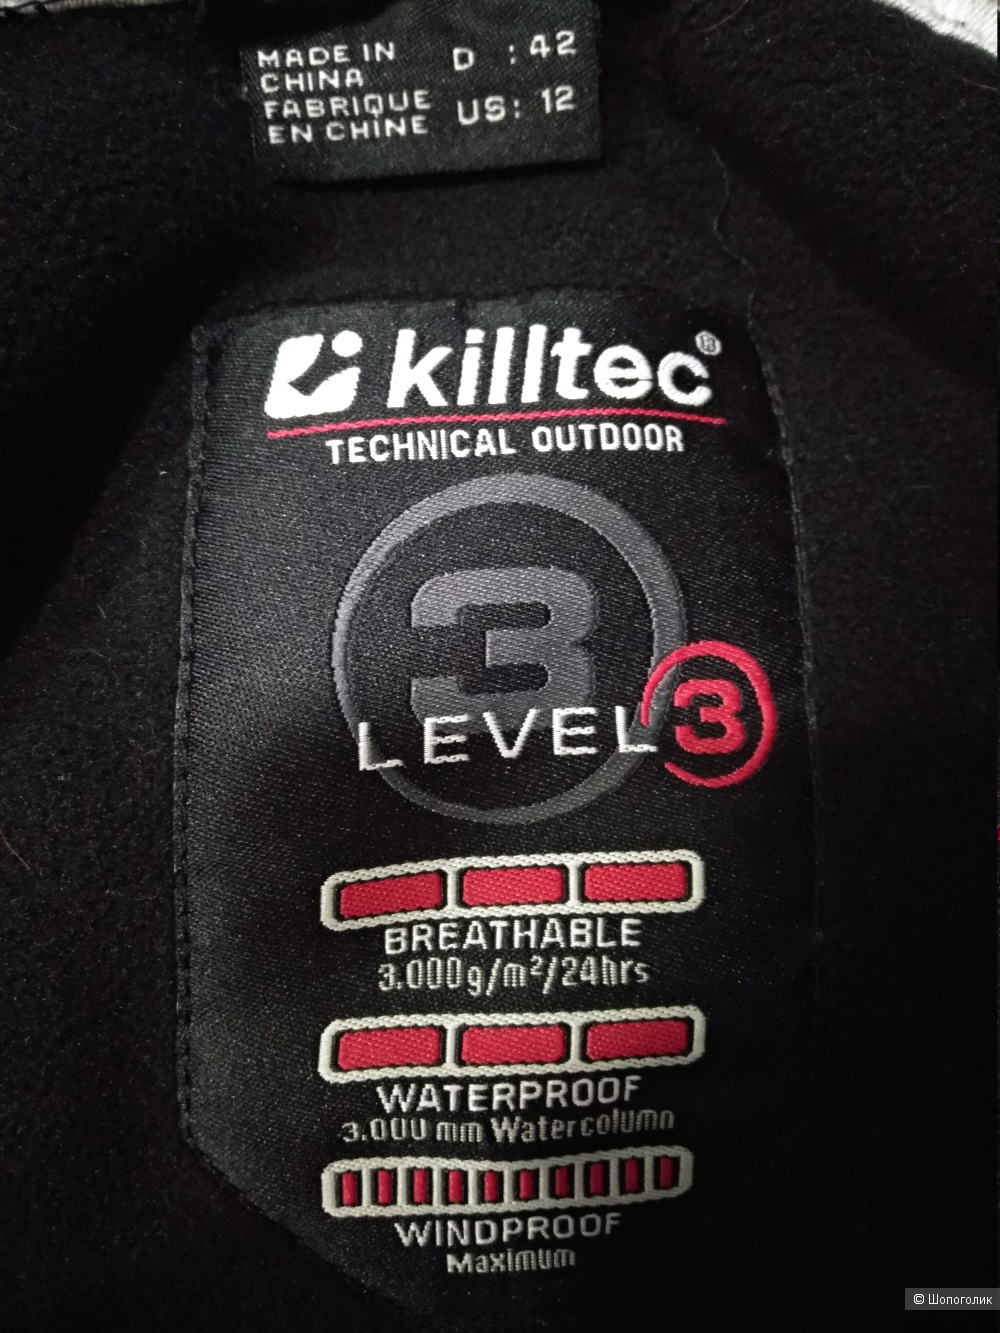 MADE IN
CHINA
FABRIQUE
EN CHINE
D : 42
US: 12
killtec®
TECHNICAL OUTDOOR
3
LEVEL 3
BREATHABLE
3.000g/m²/24hrs
WATERPROOF
3.000 mm Watercolumn
WINDPROOF
Maximum
© Шопоголик